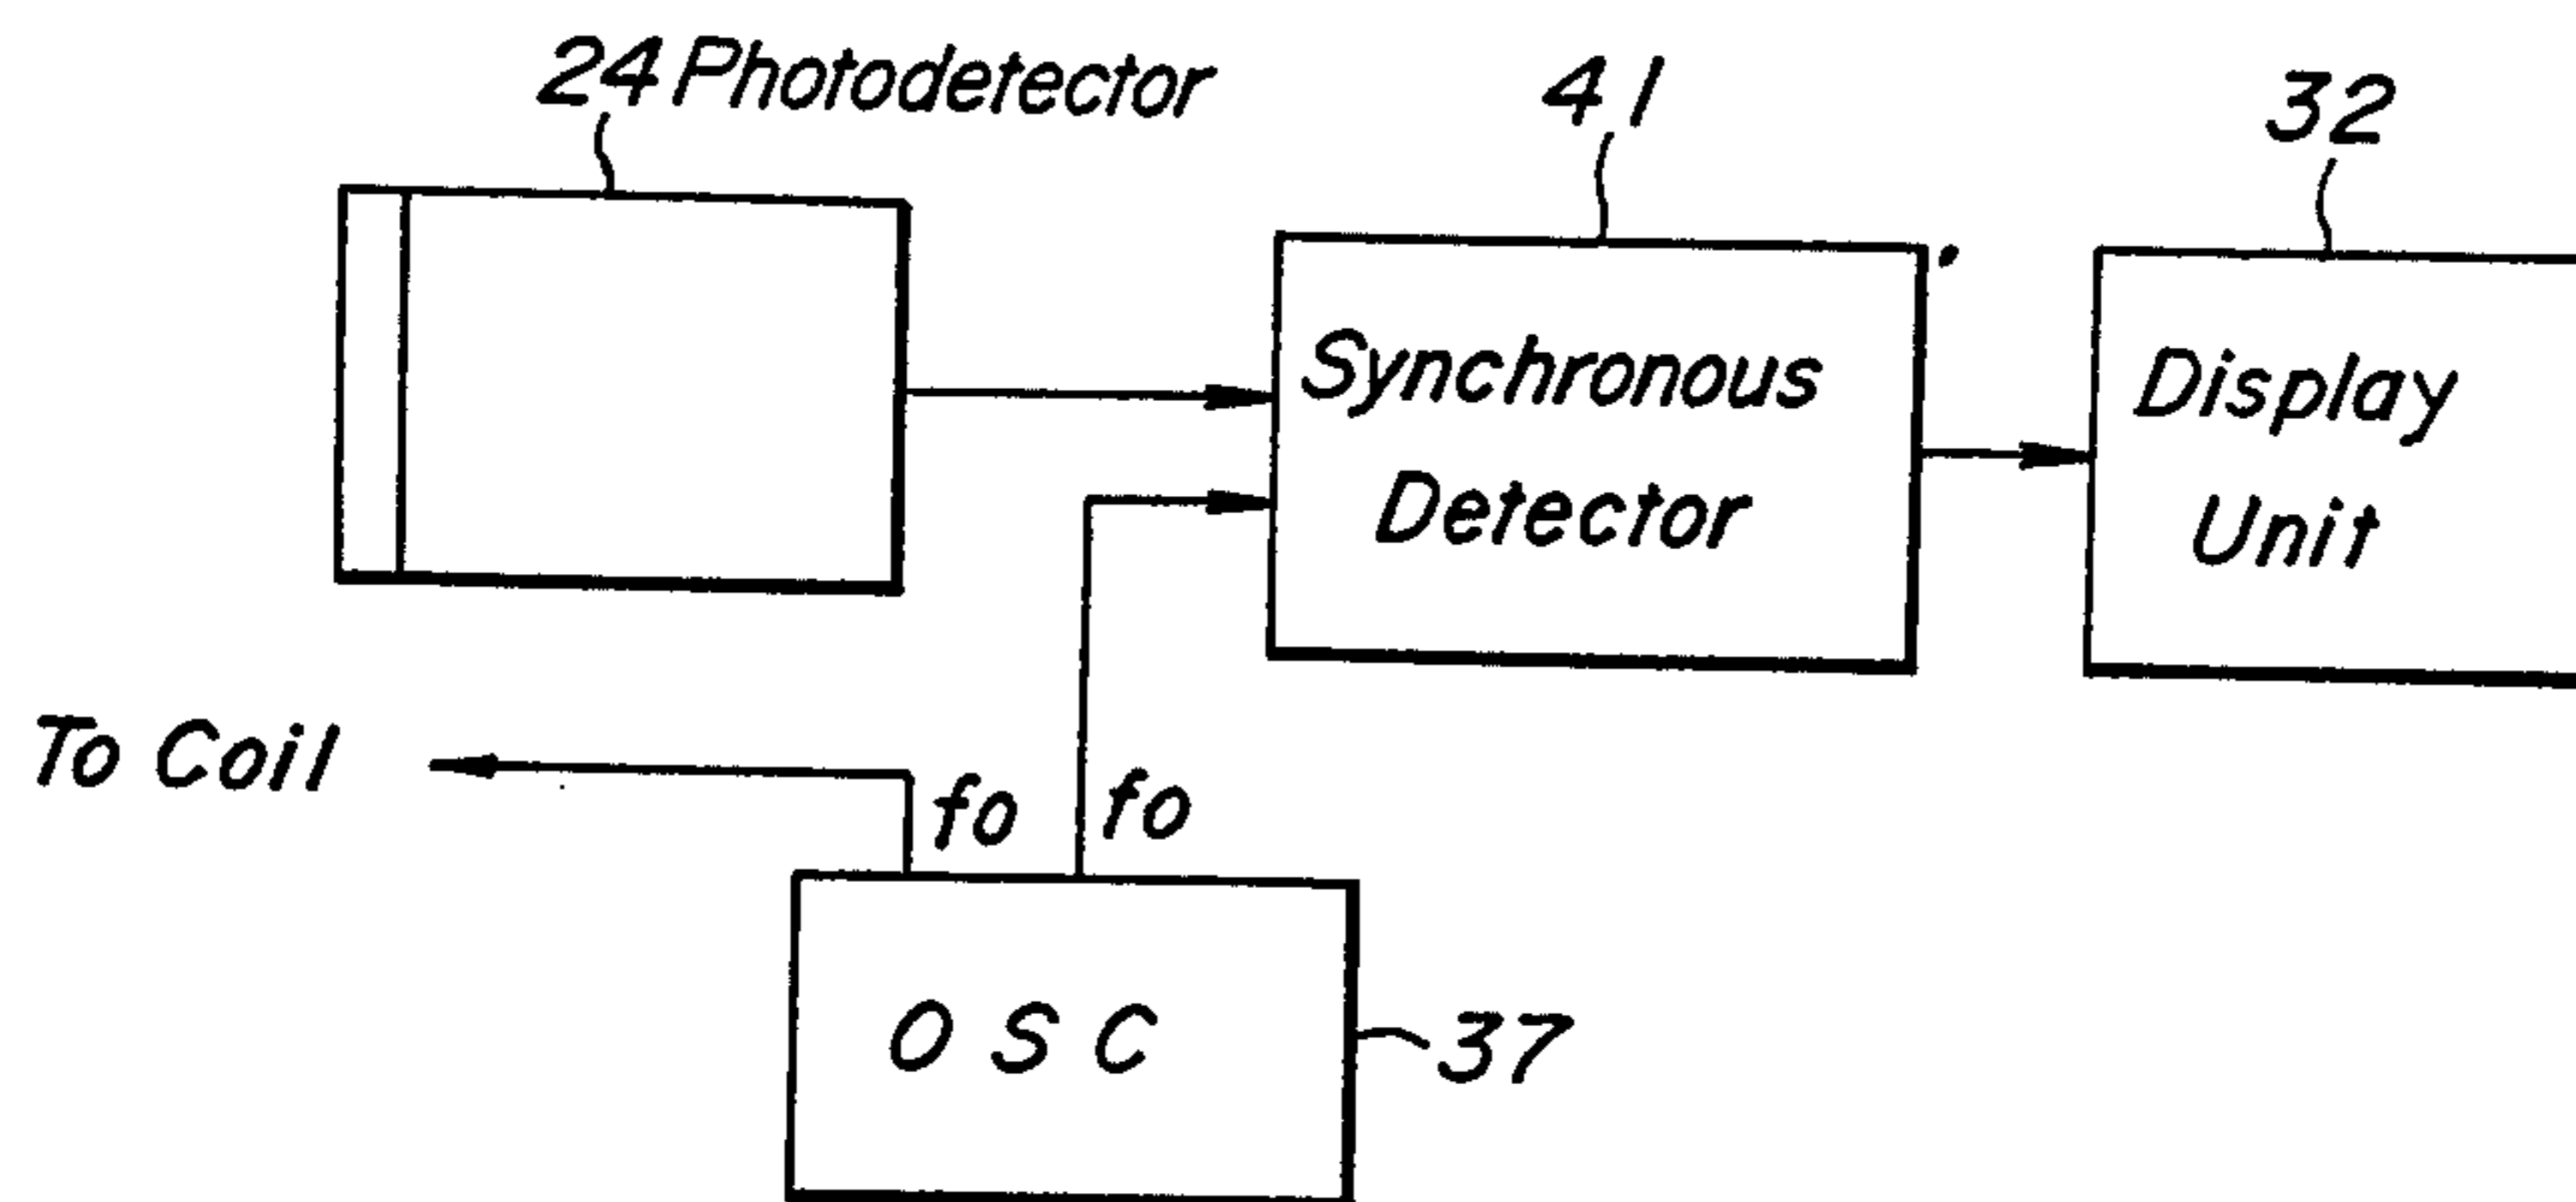 24 Photodetector
41
32
Synchronous
Detector
Display
Unit
To Coil
fo
fo
OSC
37